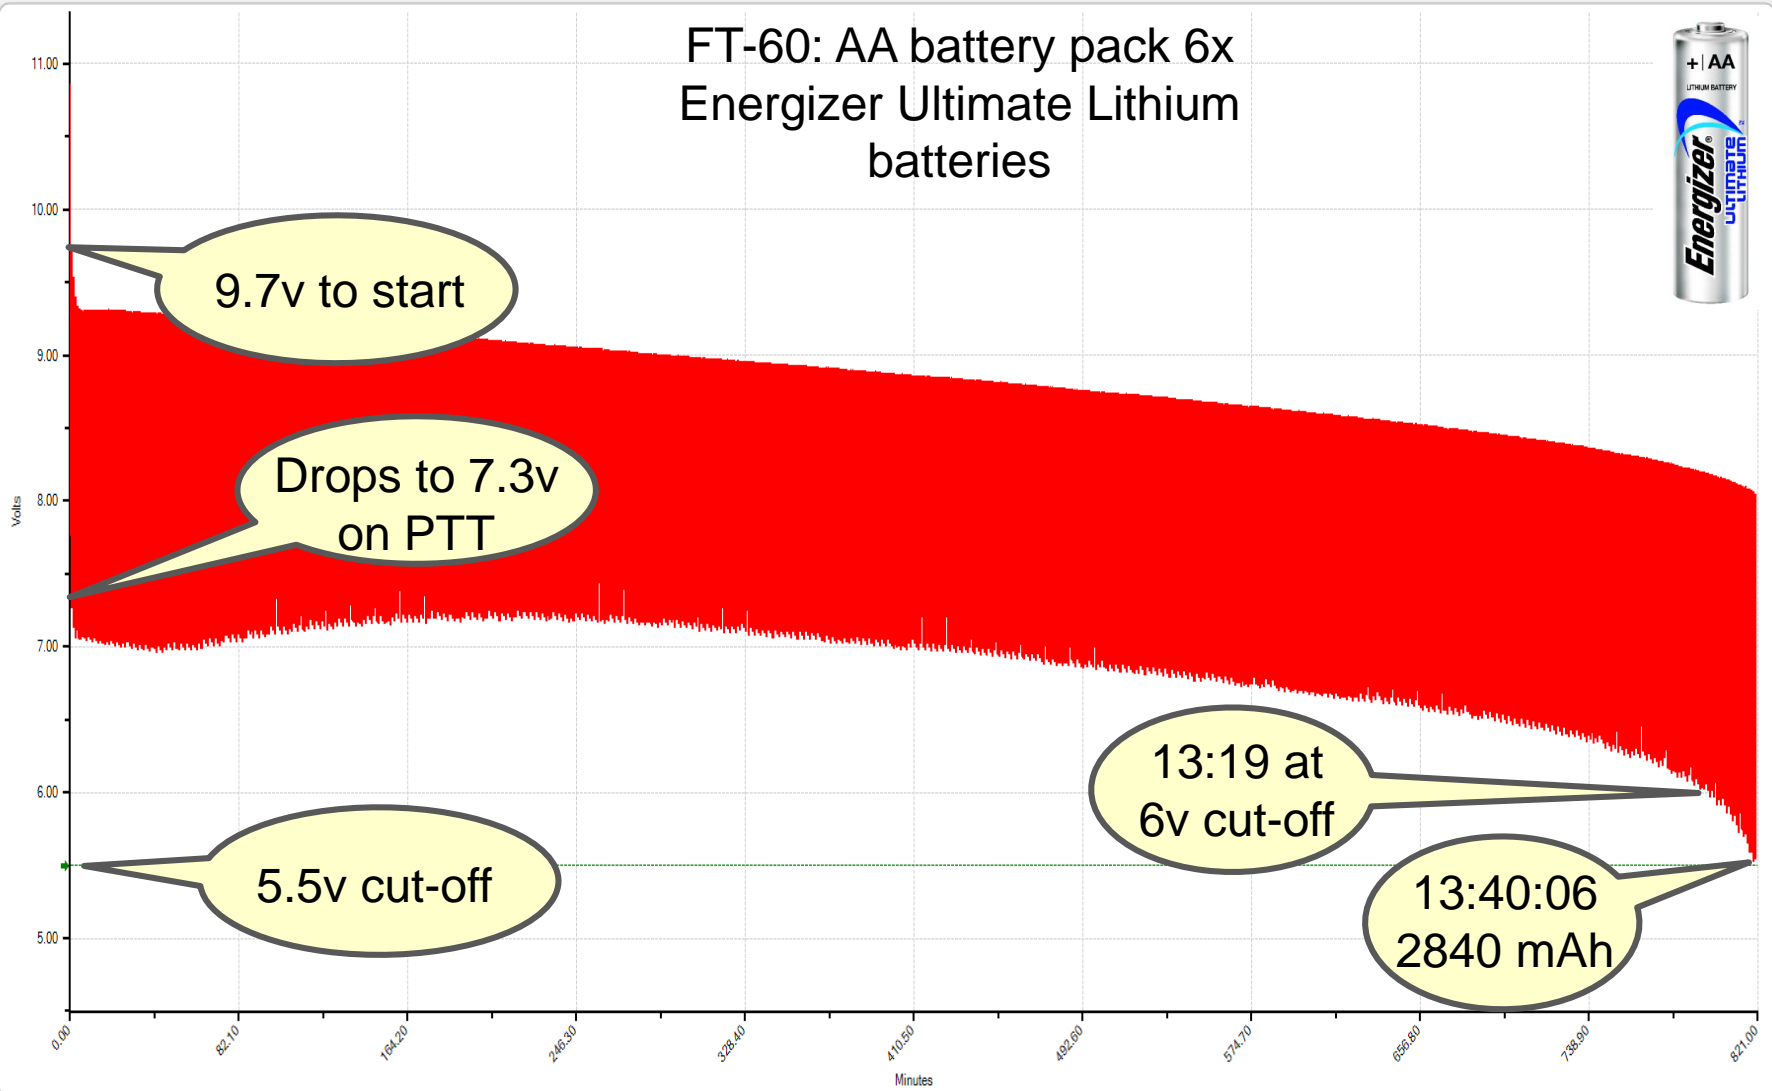 FT-60: AA battery pack 6x
Energizer Ultimate Lithium
batteries
+ | AA
LITHIUM BATTERY
Energizer
ULTIMATE
LITHIUM
11.00
10.00
9.00
8.00
7.00
6.00
5.00
Volts
9.7v to start
Drops to 7.3v
on PTT
5.5v cut-off
13:19 at
6v cut-off
13:40:06
2840 mAh
0.00
82.10
164.20
246.30
328.40
410.50
492.60
574.70
656.80
738.90
821.00
Minutes